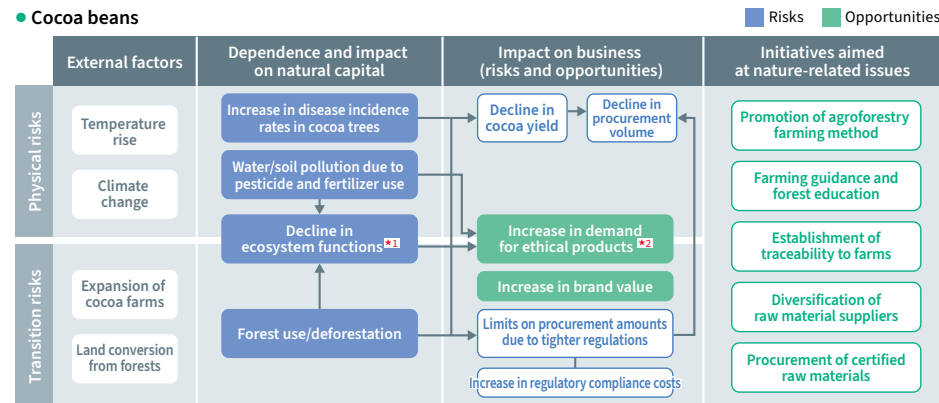 ● Cocoa beans
Risks
Opportunities
External factors
Dependence and impact
on natural capital
Impact on business
(risks and opportunities)
Initiatives aimed
at nature-related issues
Physical risks
Temperature
rise
Climate
change
Increase in disease incidence
rates in cocoa trees
Water/soil pollution due to
pesticide and fertilizer use
Decline in
ecosystem functions★1
Decline in
cocoa yield
Decline in
procurement
volume
Increase in demand
for ethical products ★2
Increase in brand value
Transition risks
Expansion of
cocoa farms
Land conversion
from forests
Forest use/deforestation
Limits on procurement amounts
due to tighter regulations
Increase in regulatory compliance costs
Promotion of agroforestry
farming method
Farming guidance and
forest education
Establishment of
traceability to farms
Diversification of
raw material suppliers
Procurement of certified
raw materials